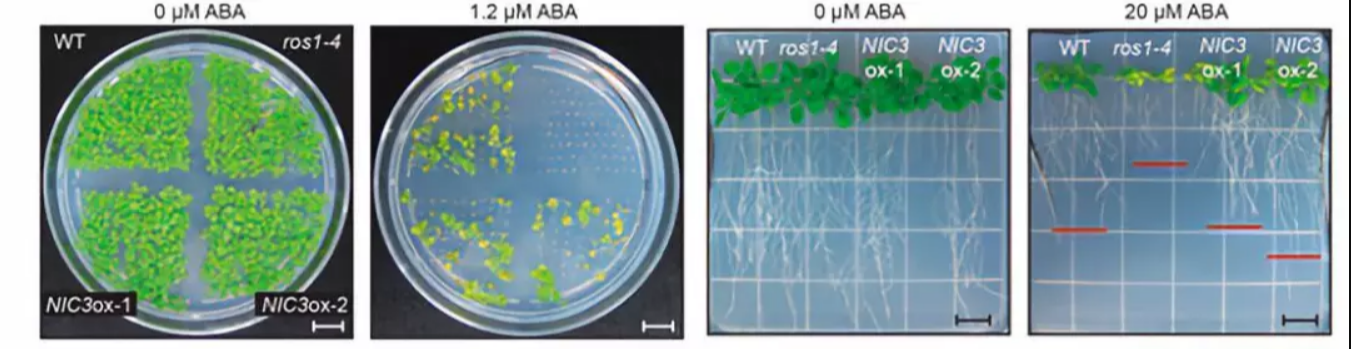 0 µM ABA
WT
ros1-4
NIC3ox-1
NIC3ox-2
1.2 µM ABA
0 µM ABA
WT ros1-4 NIC3 NIC3
ox-1 ox-2
20 µM ABA
WT ros1-4 NIC3 NIC3
ox-1 ox-2